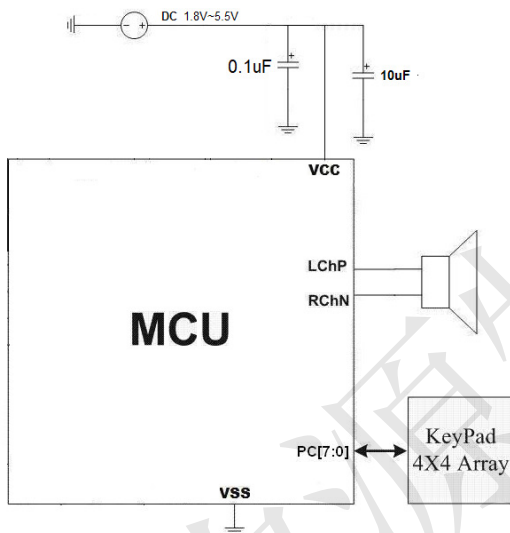 DC 1.8V~5.5V
- +
+
0.1uF
+
10uF
VCC
LChP
RChN
MCU
PC[7:0]
KeyPad
4X4 Array
VSS
源